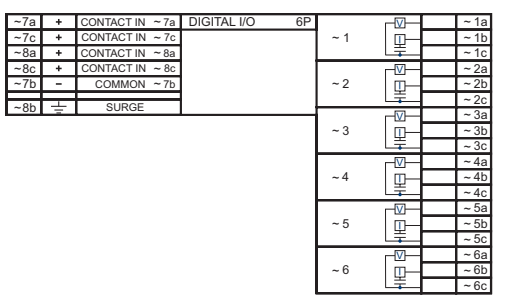 ~7a + CONTACT IN ~7a DIGITAL I/O 6P
~7c + CONTACT IN ~7c
~8a + CONTACT IN ~8a
~8c + CONTACT IN ~8c
~7b – COMMON ~7b
~8b SURGE
~1 V ~1a
I ~1b
~1c
~2 V ~2a
I ~2b
~2c
~3 V ~3a
I ~3b
~3c
~4 V ~4a
I ~4b
~4c
~5 V ~5a
I ~5b
~5c
~6 V ~6a
I ~6b
~6c